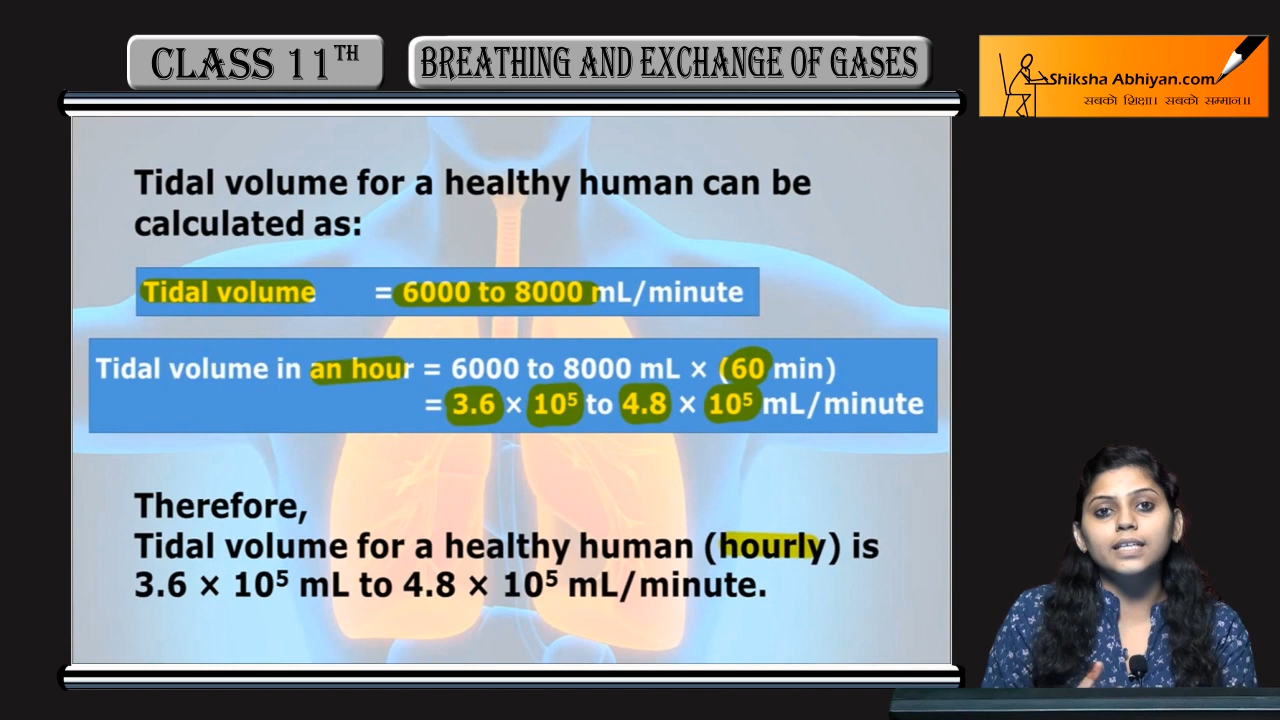 CLASS 11TH
BREATHING AND EXCHANGE OF GASES
Shiksha Abhiyan.com
सबको शिक्षा। सबको सम्मान॥
Tidal volume for a healthy human can be
calculated as:
Tidal volume = 6000 to 8000 mL/minute
Tidal volume in an hour = 6000 to 8000 mL × (60 min)
= 3.6 × 10⁵ to 4.8 × 10⁵ mL/minute
Therefore,
Tidal volume for a healthy human (hourly) is
3.6 × 10⁵ mL to 4.8 × 10⁵ mL/minute.